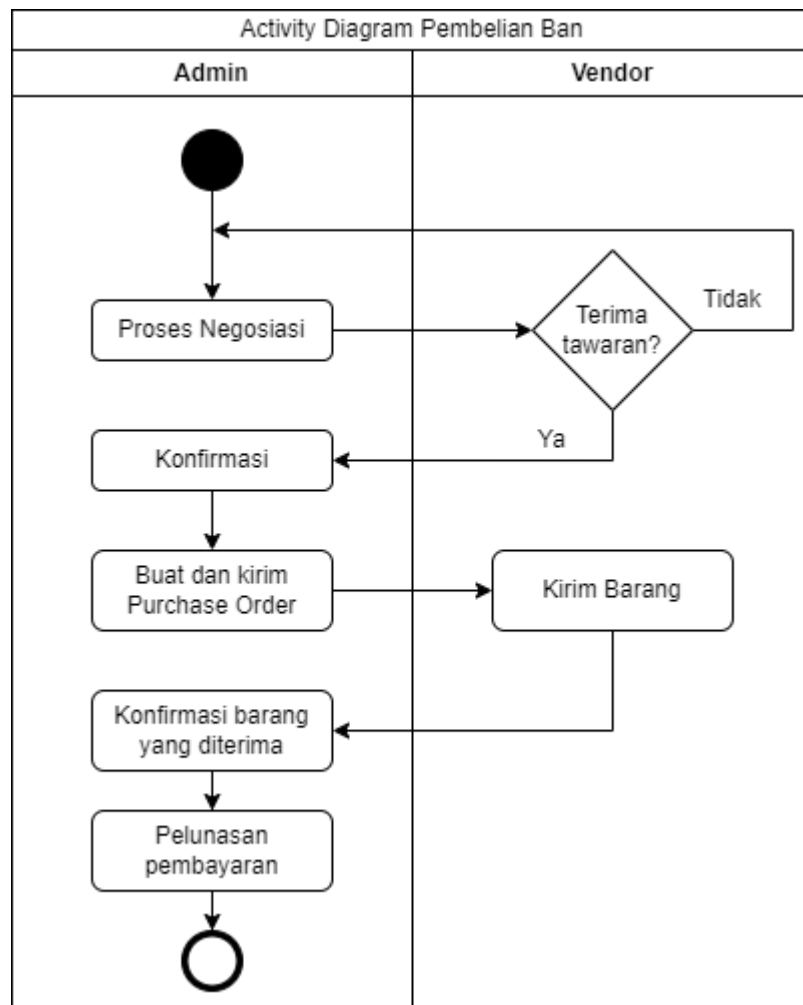 Activity Diagram Pembelian Ban
Admin
Vendor
Proses Negosiasi
Terima
tawaran?
Tidak
Ya
Konfirmasi
Buat dan kirim
Purchase Order
Kirim Barang
Konfirmasi barang
yang diterima
Pelunasan
pembayaran